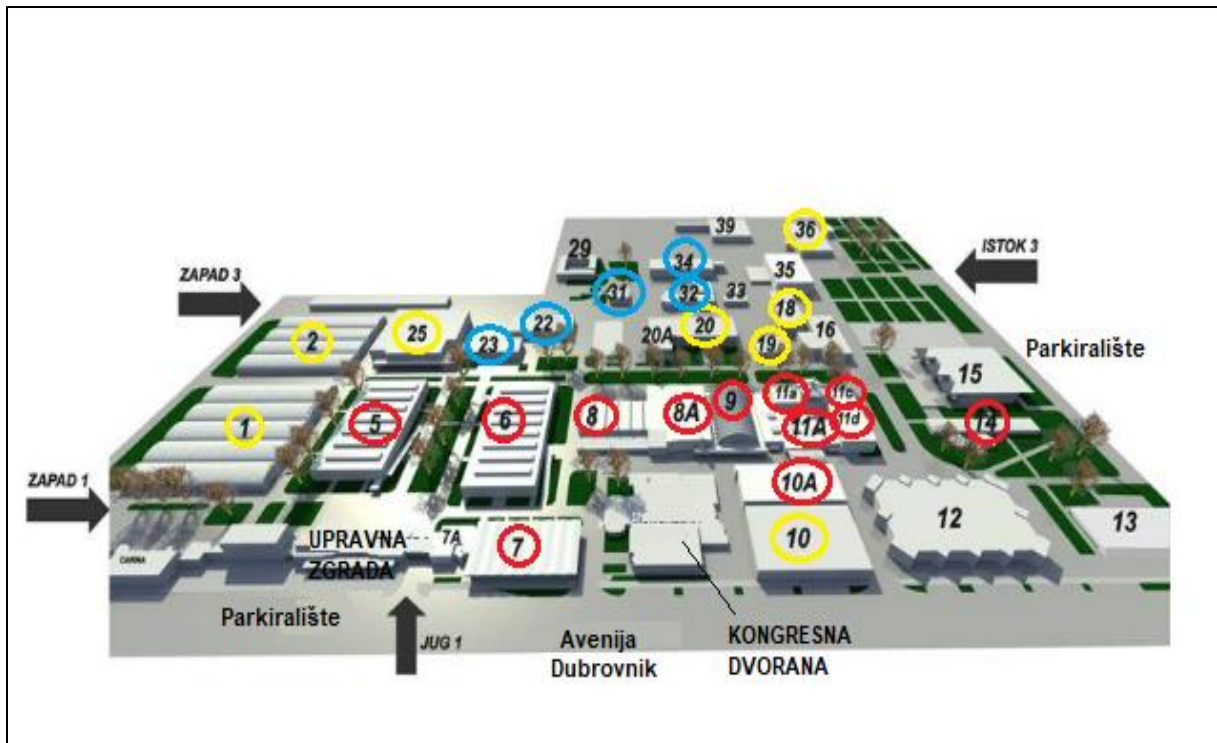 39
36
29
34
ISTOK 3
35
ZAPAD 3
31
32
33
18
22
20
2
25
23
20A
19
16
Parkiralište
15
11a
11c
9
1
5
6
8
8A
11A
11d
14
ZAPAD 1
10A
12
13
UPRAVNA
ZGRADA
7A
7
10
CARINA
Parkiralište
JUG 1
Avenija
Dubrovnik
KONGRESNA
DVORANA